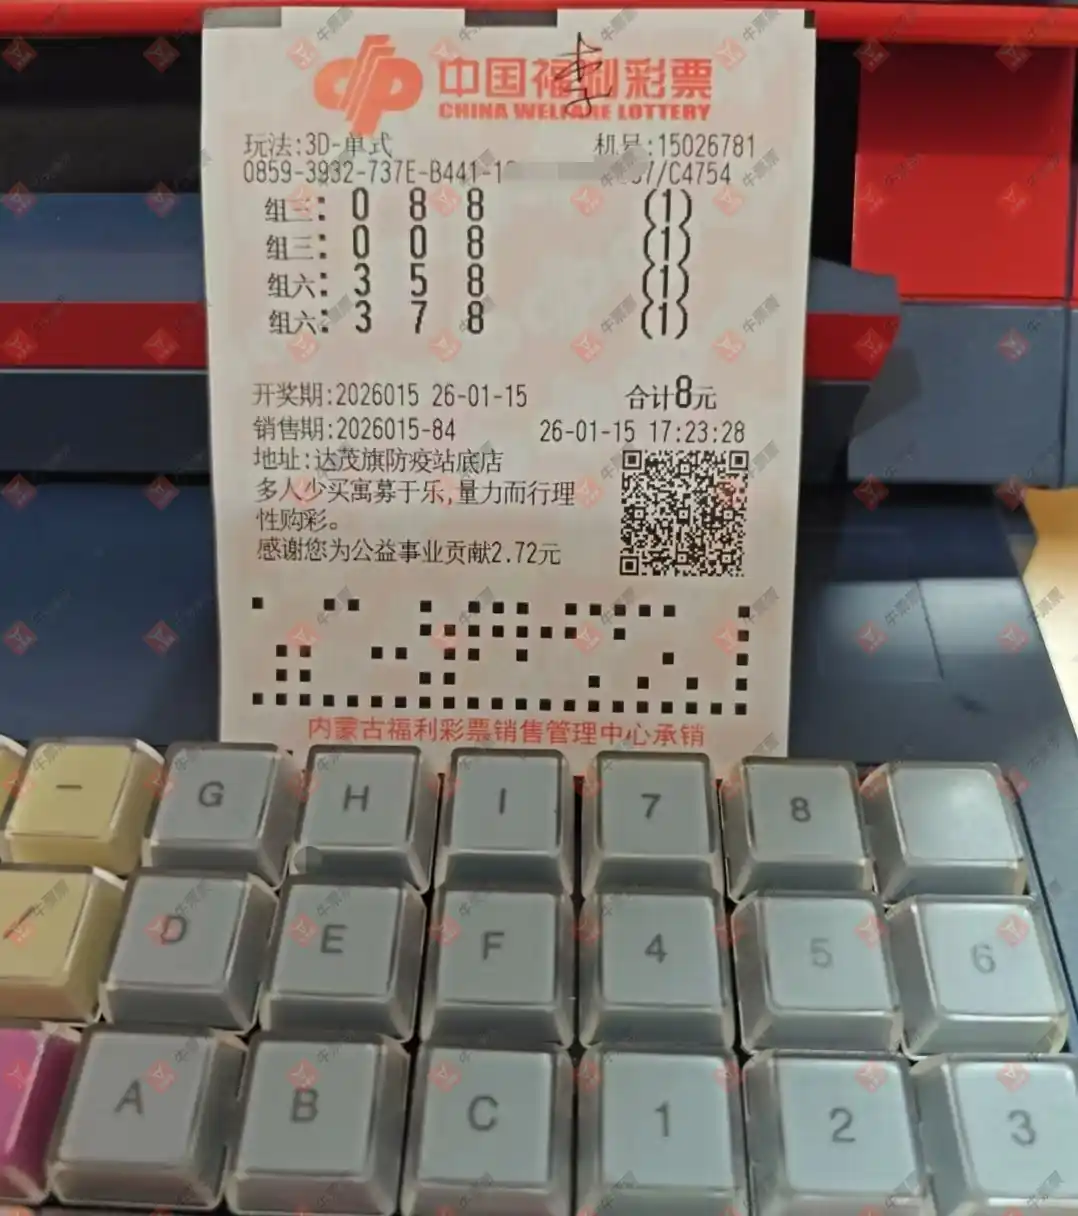 中国福利彩票
CHINA WELFARE LOTTERY
李
玩法:3D-单式 机号:15026781
0859-3932-737E-B441-1 7/C4754
组三: 0 8 8 (1)
组三: 0 0 8 (1)
组六: 3 5 8 (1)
组六: 3 7 8 (1)
开奖期:2026015 26-01-15 合计8元
销售期:2026015-84 26-01-15 17:23:28
地址:达茂旗防疫站底店
多人少买寓募于乐,量力而行理
性购彩。
感谢您为公益事业贡献2.72元
内蒙古福利彩票销售管理中心承销
- G H I 7 8
D E F 4 5 6
A B C 1 2 3
牛彩票